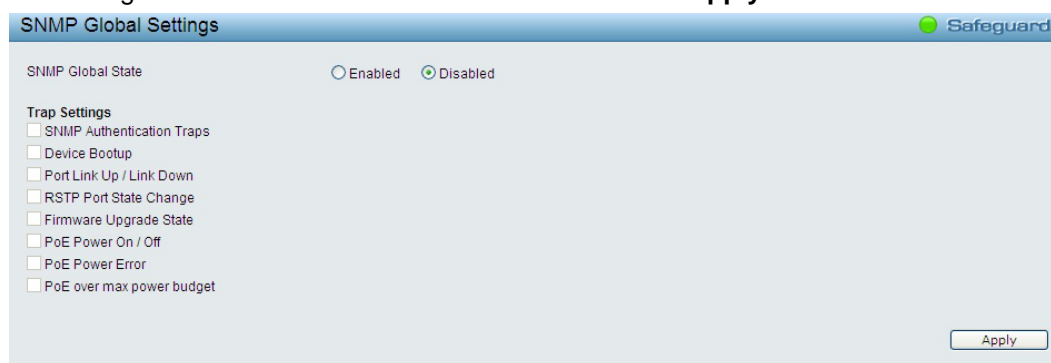 Apply
SNMP Global Settings
Safeguard
SNMP Global State
Enabled Disabled
Trap Settings
SNMP Authentication Traps
Device Bootup
Port Link Up / Link Down
RSTP Port State Change
Firmware Upgrade State
PoE Power On / Off
PoE Power Error
PoE over max power budget
Apply